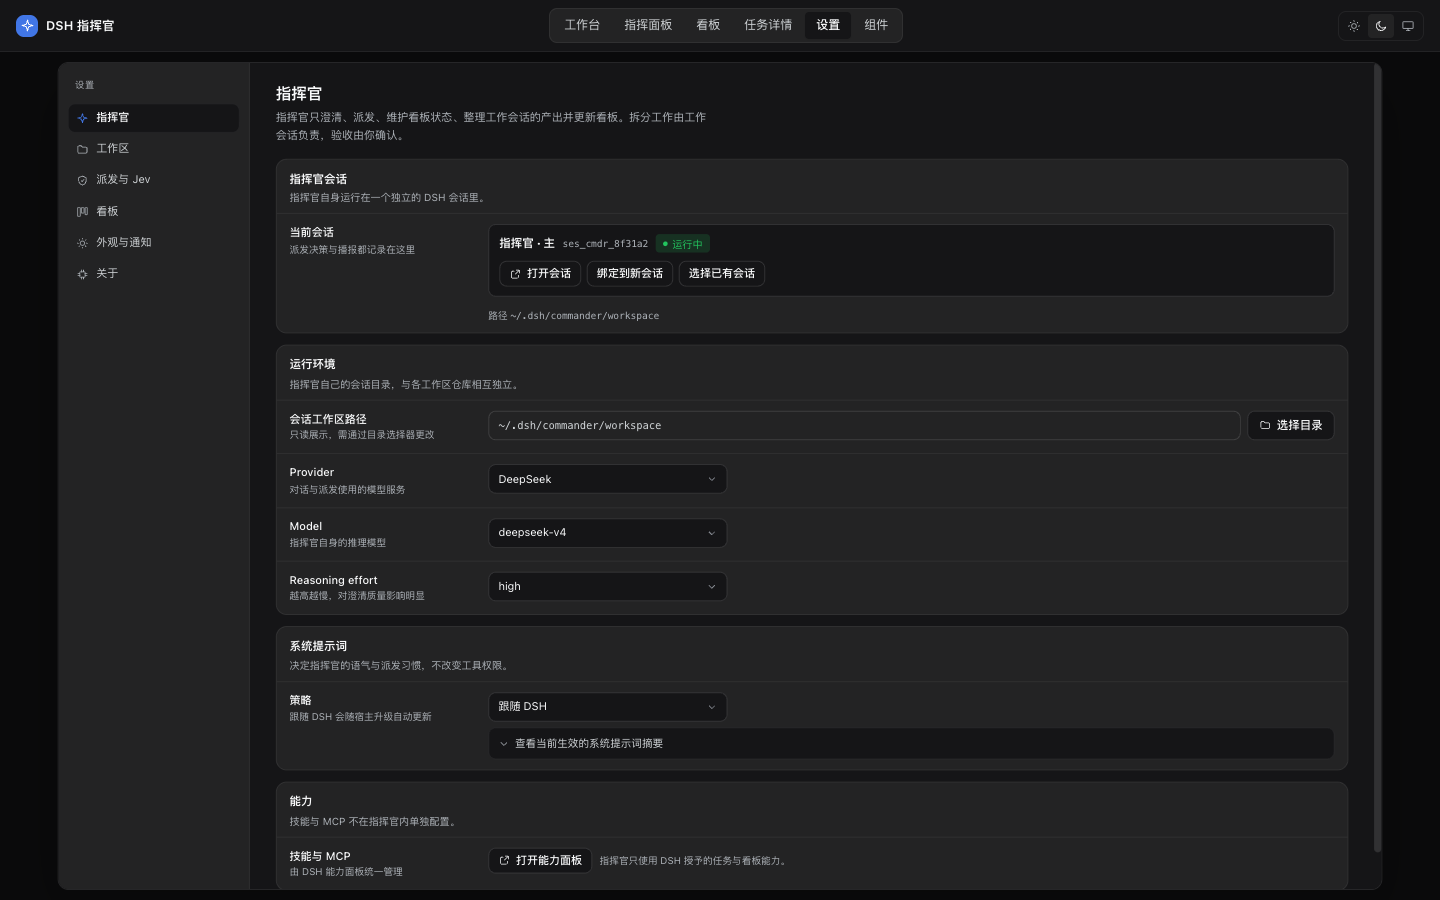 DSH 指挥官
工作台
指挥面板
看板
任务详情
设置
组件
设置
指挥官
工作区
派发与 Jev
看板
外观与通知
关于
指挥官
指挥官只澄清、派发、维护看板状态、整理工作会话的产出并更新看板。拆分工作由工作
会话负责，验收由你确认。
指挥官会话
指挥官自身运行在一个独立的 DSH 会话里。
当前会话
派发决策与播报都记录在这里
指挥官 · 主 ses_cmdr_8f31a2 运行中
打开会话 绑定到新会话 选择已有会话
路径 ~/.dsh/commander/workspace
运行环境
指挥官自己的会话目录，与各工作区仓库相互独立。
会话工作区路径
只读展示，需通过目录选择器更改
~/.dsh/commander/workspace
选择目录
Provider
对话与派发使用的模型服务
DeepSeek
Model
指挥官自身的推理模型
deepseek-v4
Reasoning effort
越高越慢，对澄清质量影响明显
high
系统提示词
决定指挥官的语气与派发习惯，不改变工具权限。
策略
跟随 DSH 会随宿主升级自动更新
跟随 DSH
查看当前生效的系统提示词摘要
能力
技能与 MCP 不在指挥官内单独配置。
技能与 MCP
由 DSH 能力面板统一管理
打开能力面板
指挥官只使用 DSH 授予的任务与看板能力。